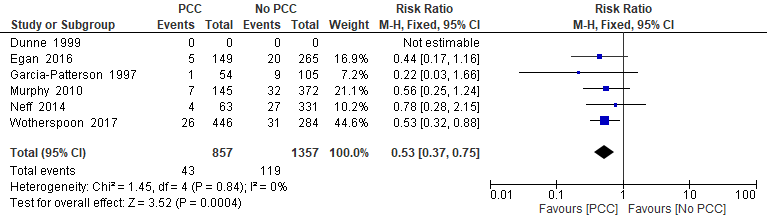 PCC No PCC Risk Ratio Risk Ratio
Study or Subgroup Events Total Events Total Weight M-H, Fixed, 95% CI M-H, Fixed, 95% CI
Dunne 1999 0 0 0 0 Not estimable
Egan 2016 5 149 20 265 16.9% 0.44 [0.17, 1.16]
Garcia-Patterson 1997 1 54 9 105 7.2% 0.22 [0.03, 1.66]
Murphy 2010 7 145 32 372 21.1% 0.56 [0.25, 1.24]
Neff 2014 4 63 27 331 10.2% 0.78 [0.28, 2.15]
Wotherspoon 2017 26 446 31 284 44.6% 0.53 [0.32, 0.88]
Total (95% CI) 857 1357 100.0% 0.53 [0.37, 0.75]
Total events 43 119
Heterogeneity: Chi² = 1.45, df = 4 (P = 0.84); I² = 0%
Test for overall effect: Z = 3.52 (P = 0.0004)
0.01 0.1 1 10 100
Favours [PCC] Favours [No PCC]